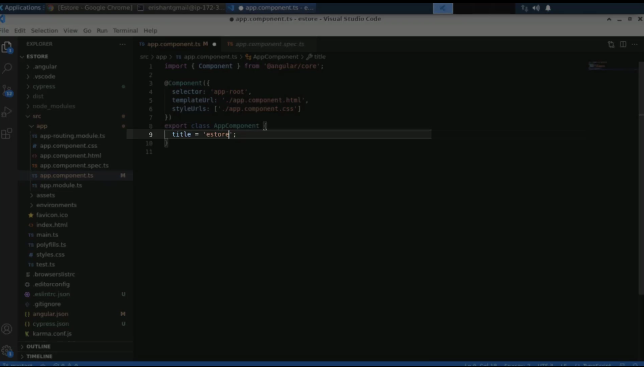 Applications
[Estore - Google Chrome]
app.component.ts - e...
app.component.ts - estore - Visual Studio Code
File Edit Selection View Go Run Terminal Help
EXPLORER
app.component.ts M
app.component.spec.ts
src app app.component.ts AppComponent title
ESTORE
.angular
.vscode
cypress
dist
node_modules
src
app
app-routing.module.ts
app.component.css
app.component.html
app.component.spec.ts
app.component.ts M
app.module.ts
assets
environments
favicon.ico
index.html
main.ts
polyfills.ts
styles.css
test.ts
.browserslistrc
.editorconfig
.eslintrc.json U
.gitignore
angular.json M
cypress.json U
karma.conf.js
OUTLINE
TIMELINE
1 import { Component } from '@angular/core';
2
3 @Component({
4 selector: 'app-root',
5 templateUrl: './app.component.html',
6 styleUrls: ['./app.component.css']
7 })
8 export class AppComponent {
9 title = 'estore';
10 }
11